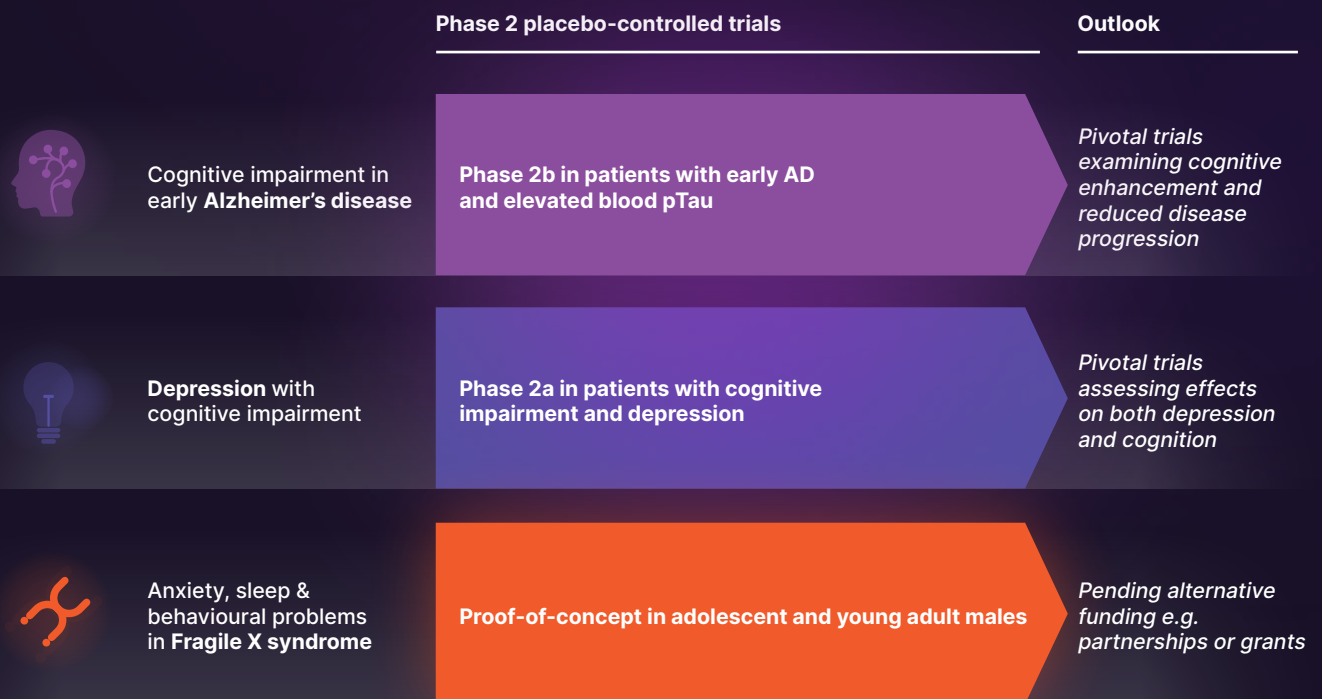 Phase 2 placebo-controlled trials
Outlook
Cognitive impairment in
early Alzheimer’s disease
Phase 2b in patients with early AD
and elevated blood pTau
Pivotal trials
examining cognitive
enhancement and
reduced disease
progression
Depression with
cognitive impairment
Phase 2a in patients with cognitive
impairment and depression
Pivotal trials
assessing effects
on both depression
and cognition
Anxiety, sleep &
behavioural problems
in Fragile X syndrome
Proof-of-concept in adolescent and young adult males
Pending alternative
funding e.g.
partnerships or grants